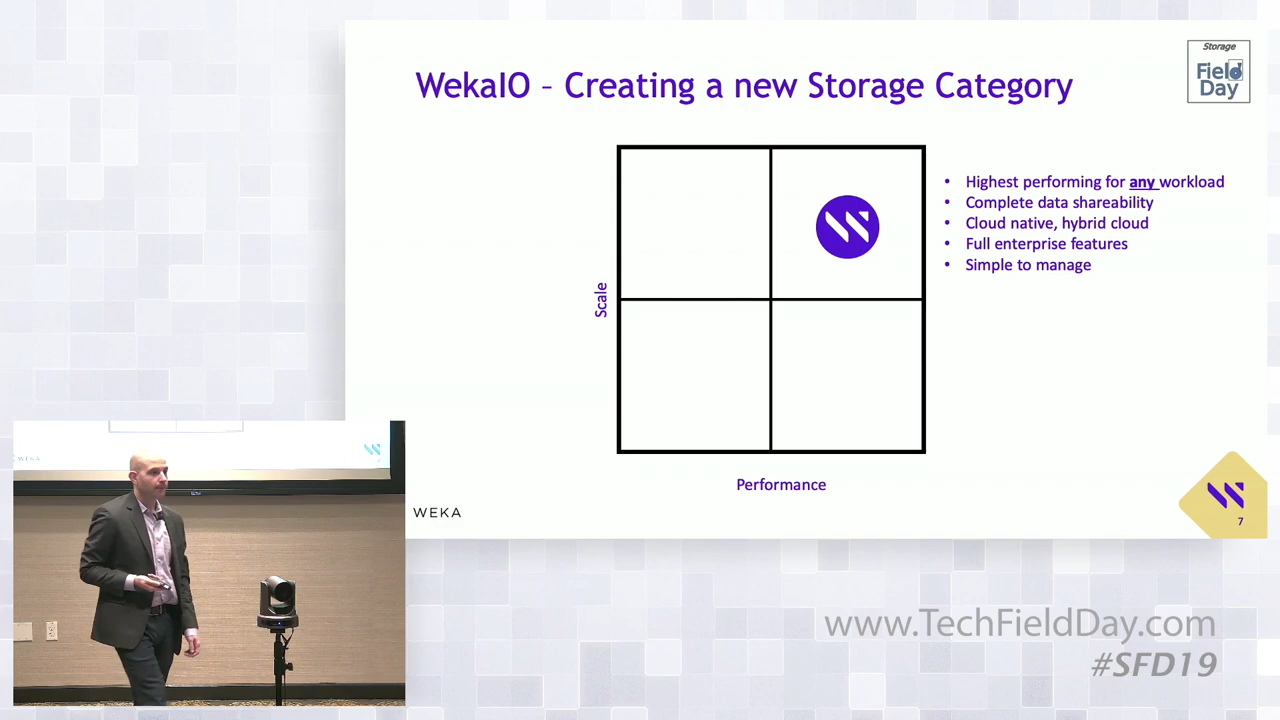 WekaIO – Creating a new Storage Category
Storage
Field
Day
• Highest performing for any workload
• Complete data shareability
• Cloud native, hybrid cloud
• Full enterprise features
• Simple to manage
Scale
Performance
WEKA
7
WEKA
www.TechFieldDay.com
#SFD19